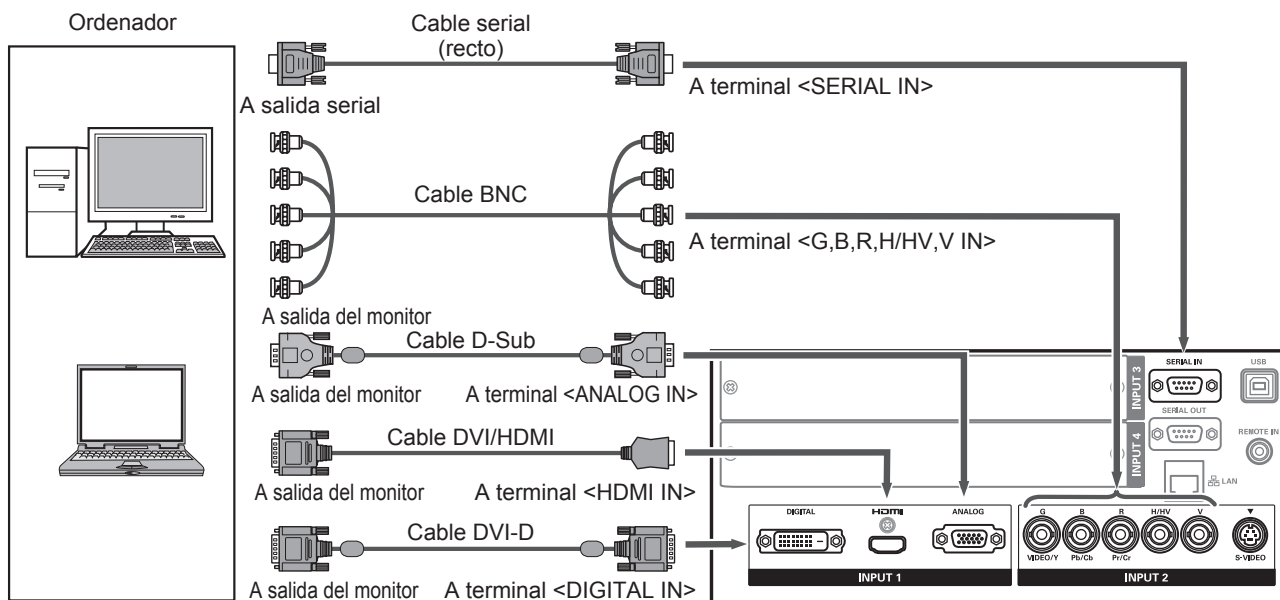 Ordenador
Cable serial
(recto)
A salida serial
A terminal <SERIAL IN>
Cable BNC
A terminal <G,B,R,H/HV,V IN>
A salida del monitor
Cable D-Sub
A salida del monitor
A terminal <ANALOG IN>
Cable DVI/HDMI
A salida del monitor
A terminal <HDMI IN>
Cable DVI-D
A salida del monitor
A terminal <DIGITAL IN>
INPUT 3
SERIAL IN
USB
SERIAL OUT
INPUT 4
REMOTE IN
LAN
DIGITAL
HDMI
ANALOG
INPUT 1
G
B
R
H/HV
V
VIDEO/Y
Pb/Cb
Pr/Cr
S-VIDEO
INPUT 2